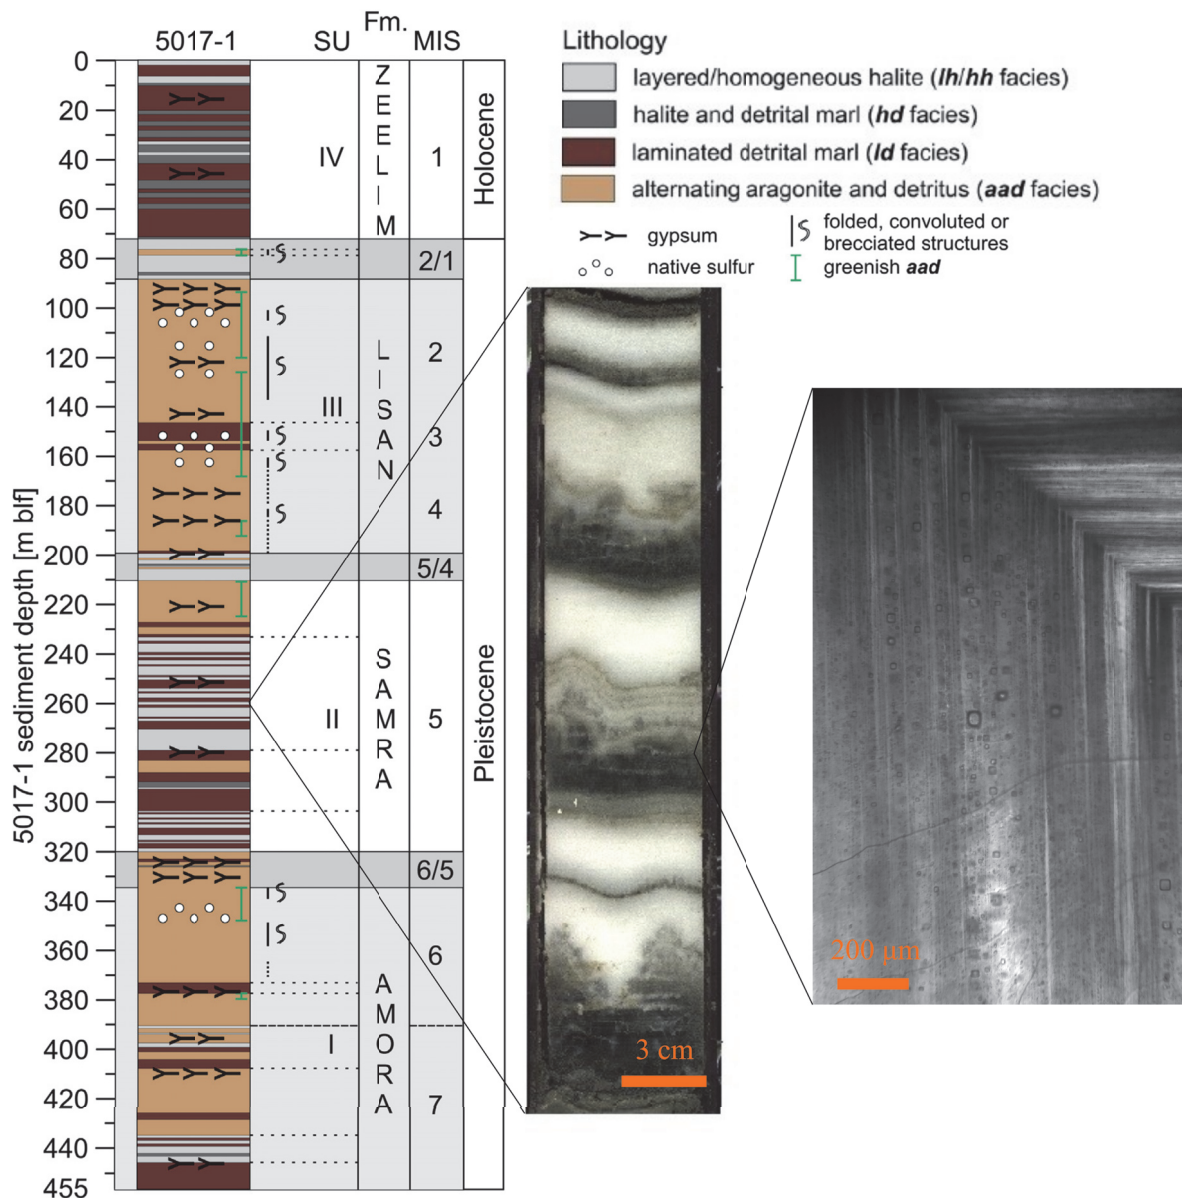 5017-1
SU
Fm.
MIS
5017-1 sediment depth [m blf]
0
20
40
60
80
100
120
140
160
180
200
220
240
260
280
300
320
340
360
380
400
420
440
455
IV
III
II
I
ZEELIM
LISAN
SAMRA
AMORA
1
2/1
2
3
4
5/4
5
6/5
6
7
Holocene
Pleistocene
Lithology
layered/homogeneous halite (lh/hh facies)
halite and detrital marl (hd facies)
laminated detrital marl (ld facies)
alternating aragonite and detritus (aad facies)
gypsum
native sulfur
folded, convoluted or
brecciated structures
greenish aad
3 cm
200 µm